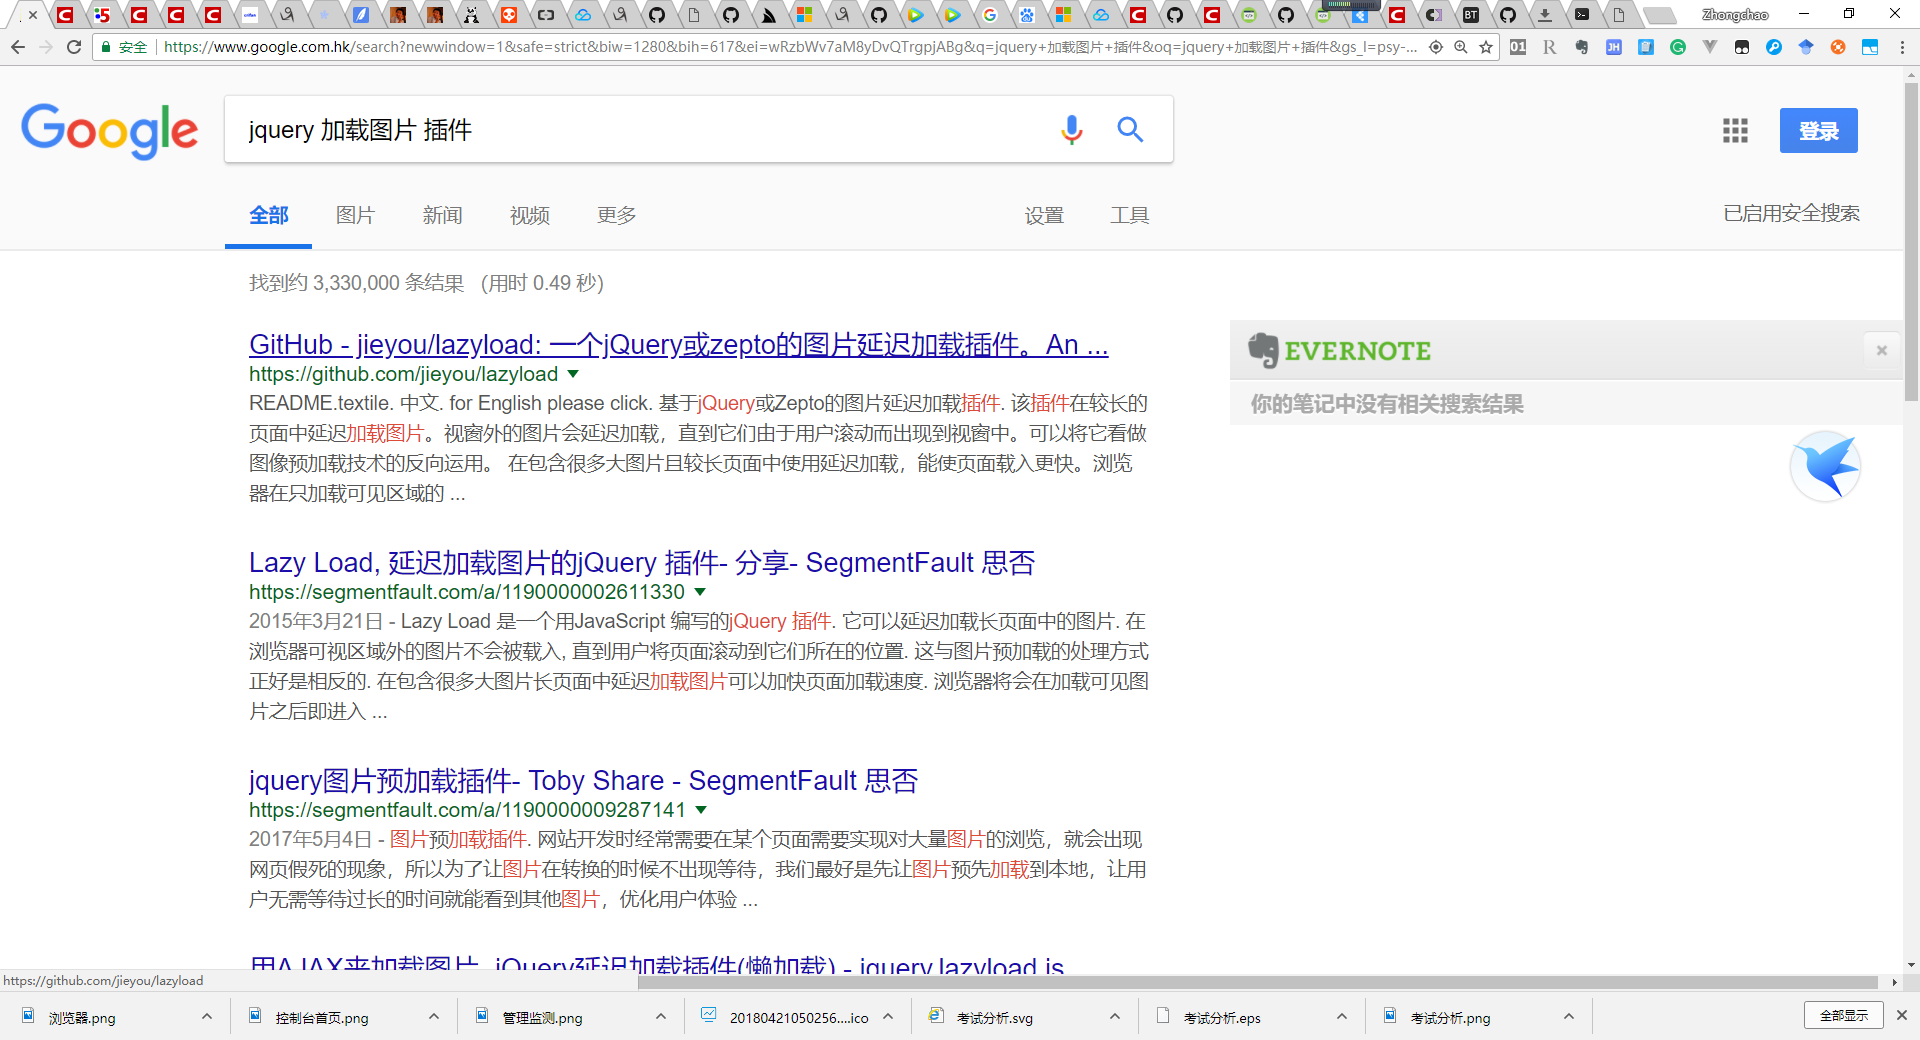 Zhongchao
安全 https://www.google.com.hk/search?newwindow=1&safe=strict&biw=1280&bih=617&ei=wRzbWv7aM8yDvQTrgpjABg&q=jquery+加载图片+插件&oq=jquery+加载图片+插件&gs_l=psy-...
Google
jquery 加载图片 插件
登录
全部 图片 新闻 视频 更多 设置 工具 已启用安全搜索
找到约 3,330,000 条结果 （用时 0.49 秒）
GitHub - jieyou/lazyload: 一个jQuery或zepto的图片延迟加载插件。An ...
https://github.com/jieyou/lazyload
README.textile. 中文. for English please click. 基于jQuery或Zepto的图片延迟加载插件. 该插件在较长的
页面中延迟加载图片。视窗外的图片会延迟加载，直到它们由于用户滚动而出现到视窗中。可以将它看做
图像预加载技术的反向运用。 在包含很多大图片且较长页面中使用延迟加载，能使页面载入更快。浏览
器在只加载可见区域的 ...
EVERNOTE
你的笔记中没有相关搜索结果
Lazy Load, 延迟加载图片的jQuery 插件- 分享- SegmentFault 思否
https://segmentfault.com/a/1190000002611330
2015年3月21日 - Lazy Load 是一个用JavaScript 编写的jQuery 插件. 它可以延迟加载长页面中的图片. 在
浏览器可视区域外的图片不会被载入, 直到用户将页面滚动到它们所在的位置. 这与图片预加载的处理方式
正好是相反的. 在包含很多大图片长页面中延迟加载图片可以加快页面加载速度. 浏览器将会在加载可见图
片之后即进入 ...
jquery图片预加载插件- Toby Share - SegmentFault 思否
https://segmentfault.com/a/1190000009287141
2017年5月4日 - 图片预加载插件. 网站开发时经常需要在某个页面需要实现对大量图片的浏览，就会出现
网页假死的现象，所以为了让图片在转换的时候不出现等待，我们最好是先让图片预先加载到本地，让用
户无需等待过长的时间就能看到其他图片，优化用户体验 ...
用AJAX来加载图片, jQuery延迟加载插件(懒加载) - jquery.lazyload.js
https://github.com/jieyou/lazyload
浏览器.png 控制台首页.png 管理监测.png 20180421050256....ico 考试分析.svg 考试分析.eps 考试分析.png 全部显示